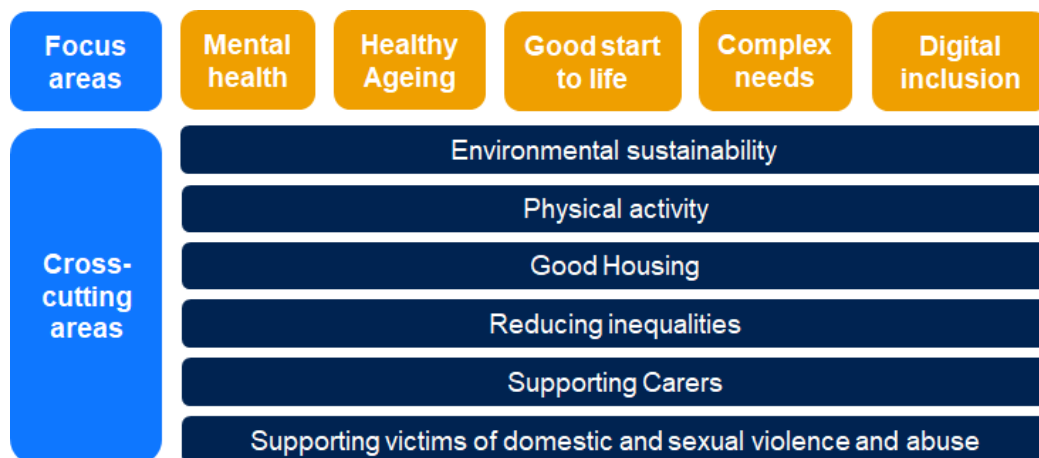 Focus
areas
Mental
health
Healthy
Ageing
Good start
to life
Complex
needs
Digital
inclusion
Cross-
cutting
areas
Environmental sustainability
Physical activity
Good Housing
Reducing inequalities
Supporting Carers
Supporting victims of domestic and sexual violence and abuse